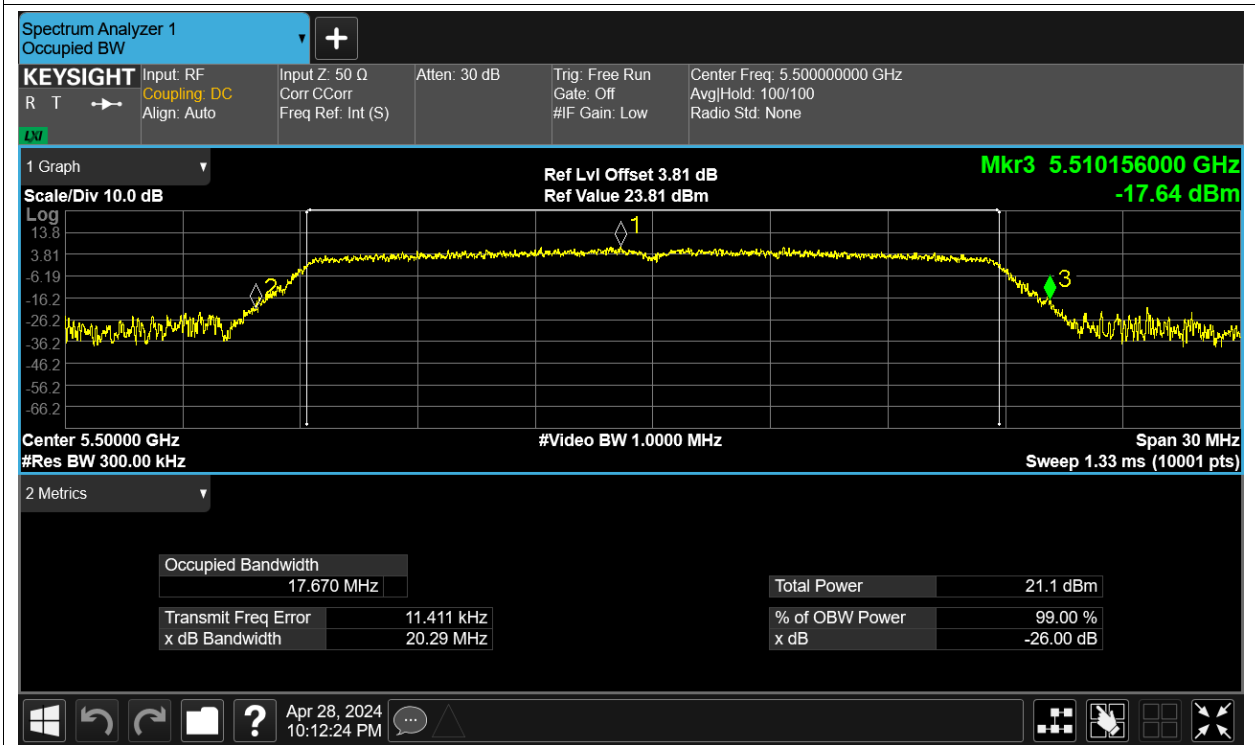 Spectrum Analyzer 1
Occupied BW
KEYSIGHT
R T
LXI
Input: RF
Coupling: DC
Align: Auto
Input Z: 50 Ω
Corr CCorr
Freq Ref: Int (S)
Atten: 30 dB
Trig: Free Run
Gate: Off
#IF Gain: Low
Center Freq: 5.500000000 GHz
Avg|Hold: 100/100
Radio Std: None
1 Graph
Scale/Div 10.0 dB
Ref Lvl Offset 3.81 dB
Ref Value 23.81 dBm
Mkr3 5.510156000 GHz
-17.64 dBm
Log
13.8
3.81
-6.19
-16.2
-26.2
-36.2
-46.2
-56.2
-66.2
1
2
3
Center 5.50000 GHz
#Res BW 300.00 kHz
#Video BW 1.0000 MHz
Span 30 MHz
Sweep 1.33 ms (10001 pts)
2 Metrics
Occupied Bandwidth
17.670 MHz
Transmit Freq Error 11.411 kHz
x dB Bandwidth 20.29 MHz
Total Power 21.1 dBm
% of OBW Power 99.00 %
x dB -26.00 dB
?
Apr 28, 2024
10:12:24 PM